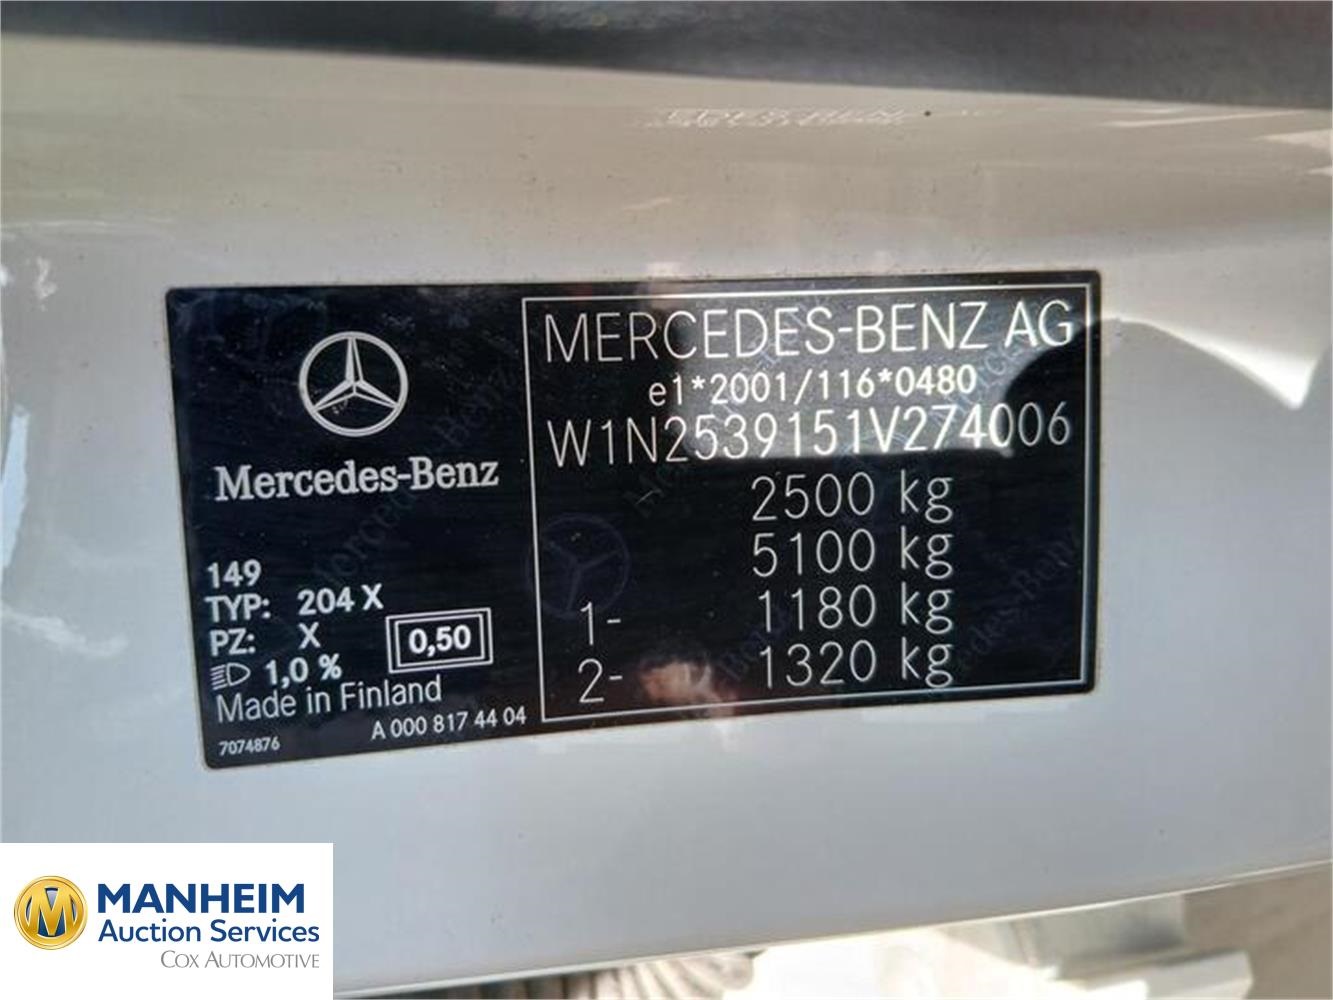 Mercedes-Benz
149
TYP: 204 X
PZ: X
1,0 %
0,50
Made in Finland
7074876
A 000 817 44 04
MERCEDES-BENZ AG
e1*2001/116*0480
W1N2539151V274006
2500 kg
5100 kg
1- 1180 kg
2- 1320 kg
MANHEIM
Auction Services
COX AUTOMOTIVE